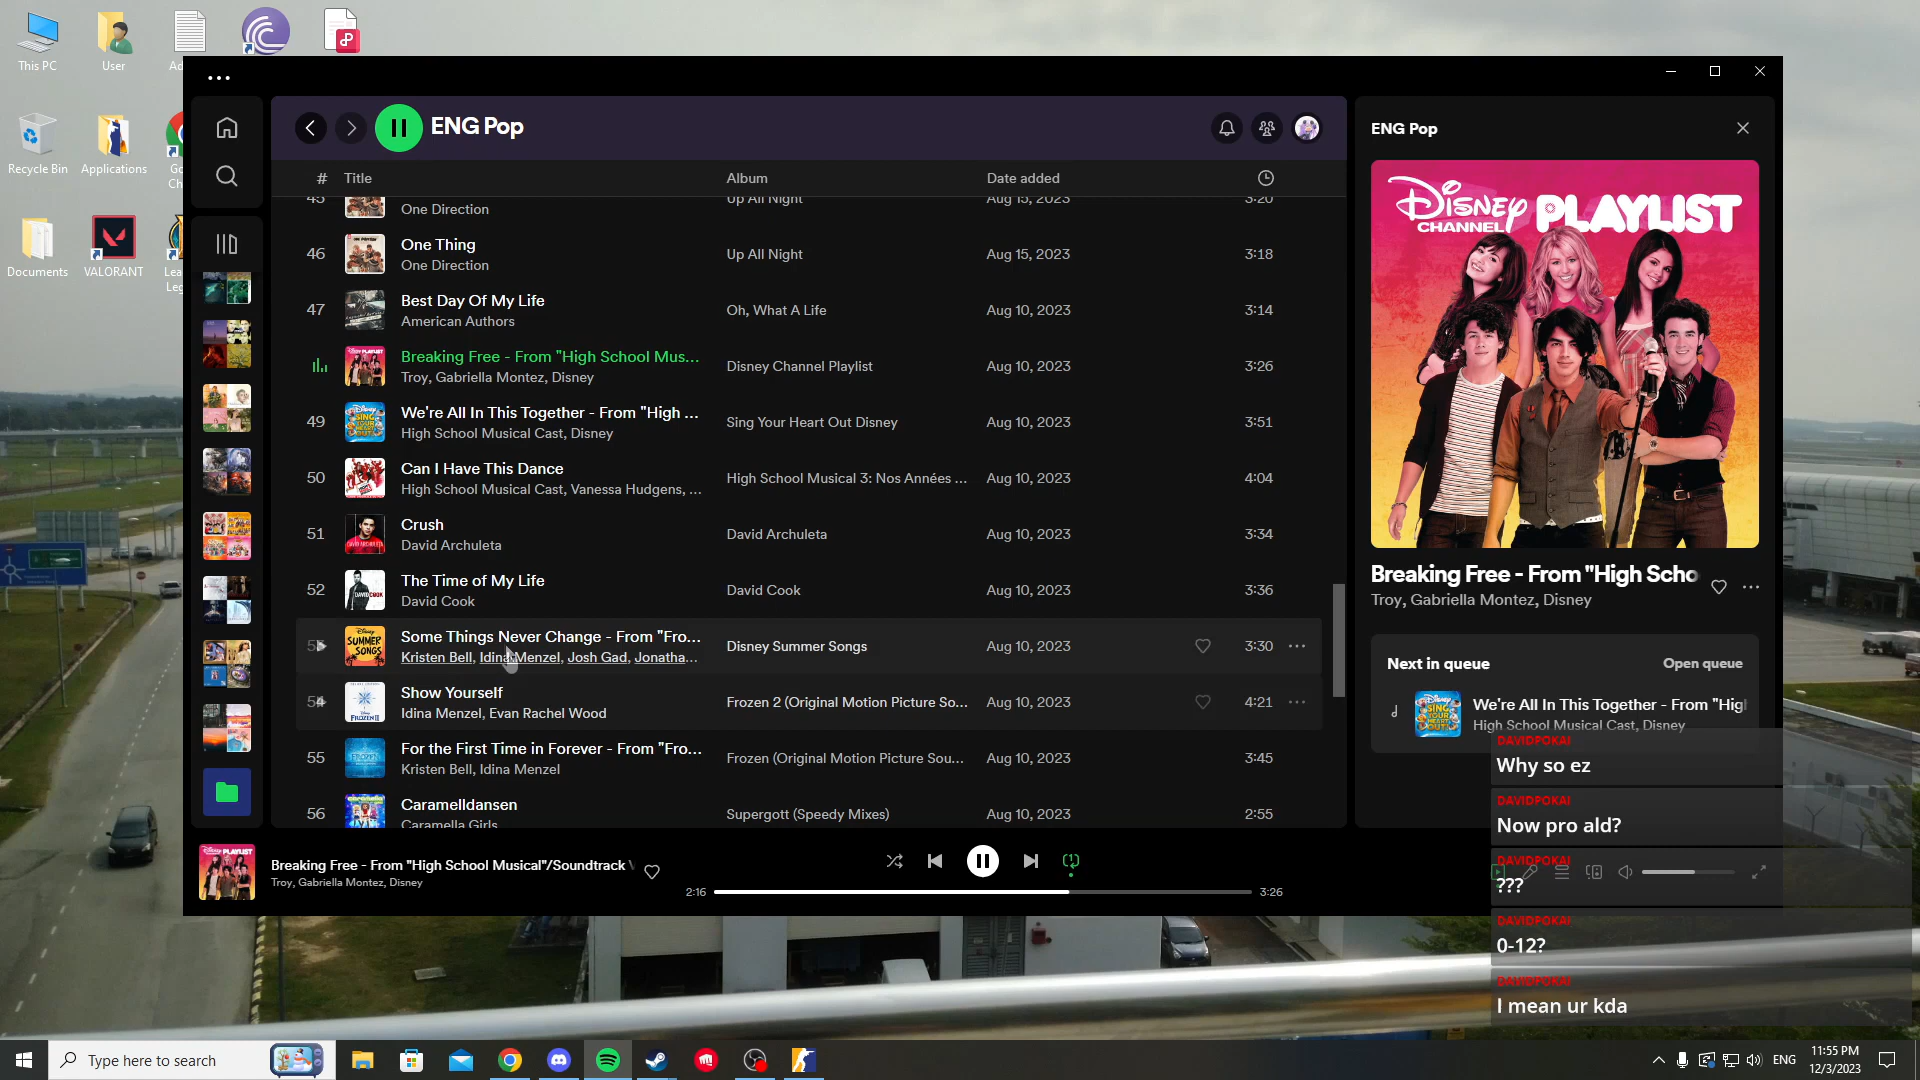 This PC
User
Recycle Bin
Applications
Documents
VALORANT
ENG Pop
# Title Album Date added
One Direction Up All Night Aug 15, 2023 3:20
46 One Thing Up All Night Aug 15, 2023 3:18
One Direction
47 Best Day Of My Life Oh, What A Life Aug 10, 2023 3:14
American Authors
Breaking Free - From "High School Mus... Disney Channel Playlist Aug 10, 2023 3:26
Troy, Gabriella Montez, Disney
49 We're All In This Together - From "High ... Sing Your Heart Out Disney Aug 10, 2023 3:51
High School Musical Cast, Disney
50 Can I Have This Dance High School Musical 3: Nos Années ... Aug 10, 2023 4:04
High School Musical Cast, Vanessa Hudgens, ...
51 Crush David Archuleta Aug 10, 2023 3:34
David Archuleta
52 The Time of My Life David Cook Aug 10, 2023 3:36
David Cook
Some Things Never Change - From "Fro... Disney Summer Songs Aug 10, 2023 3:30
Kristen Bell, Idina Menzel, Josh Gad, Jonatha...
54 Show Yourself Frozen 2 (Original Motion Picture So... Aug 10, 2023 4:21
Idina Menzel, Evan Rachel Wood
55 For the First Time in Forever - From "Fro... Frozen (Original Motion Picture Sou... Aug 10, 2023 3:45
Kristen Bell, Idina Menzel
56 Caramelldansen Supergott (Speedy Mixes) Aug 10, 2023 2:55
Caramella Girls
ENG Pop
Disney
CHANNEL PLAYLIST
Breaking Free - From "High Scho
Troy, Gabriella Montez, Disney
Next in queue Open queue
We're All In This Together - From "Higl
High School Musical Cast, Disney
DAVIDPOKAI
Why so ez
DAVIDPOKAI
Now pro ald?
DAVIDPOKAI
???
DAVIDPOKAI
0-12?
DAVIDPOKAI
I mean ur kda
Breaking Free - From "High School Musical"/Soundtrack V
Troy, Gabriella Montez, Disney
2:16 3:26
Type here to search
ENG
11:55 PM
12/3/2023